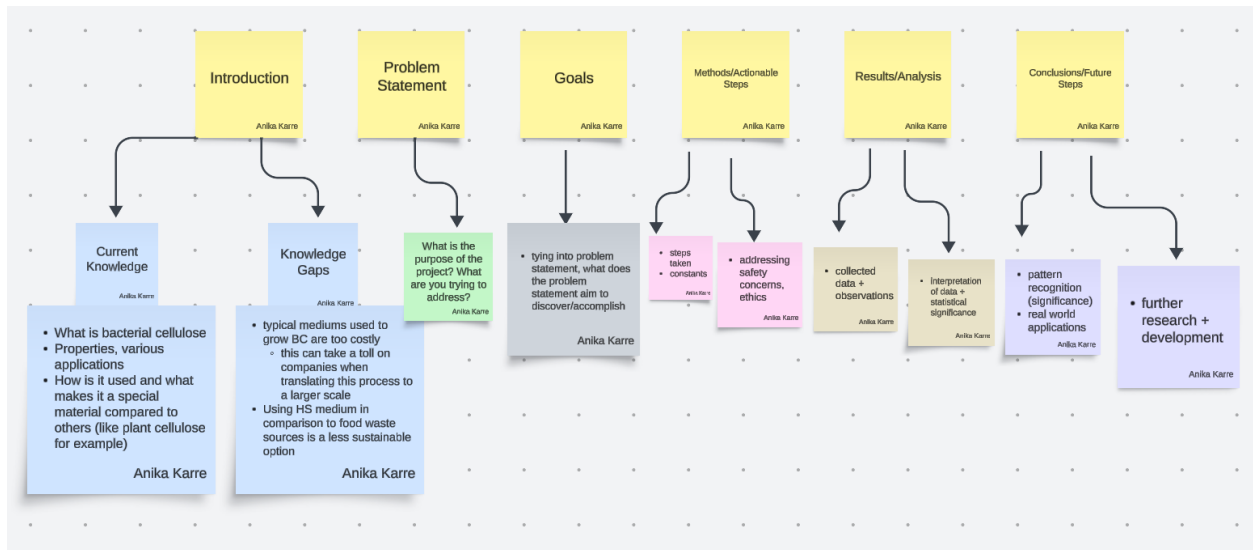 Introduction
Anika Karre
Problem
Statement
Anika Karre
Goals
Anika Karre
Methods/Actionable
Steps
Anika Karre
Results/Analysis
Anika Karre
Conclusions/Future
Steps
Anika Karre
Current
Knowledge
Anika Karre
• What is bacterial cellulose
• Properties, various
applications
• How is it used and what
makes it a special
material compared to
others (like plant cellulose
for example)
Anika Karre
Knowledge
Gaps
Anika Karre
• typical mediums used to
grow BC are too costly
◦ this can take a toll on
companies when
translating this process to
a larger scale
• Using HS medium in
comparison to food waste
sources is a less sustainable
option
Anika Karre
What is the
purpose of the
project? What
are you trying to
address?
Anika Karre
• tying into problem
statement, what does
the problem
statement aim to
discover/accomplish
Anika Karre
• steps
taken
• constants
Anika Karre
• addressing
safety
concerns,
ethics
Anika Karre
• collected
data +
observations
Anika Karre
• Interpretation
of data +
statistical
significance
Anika Karre
• pattern
recognition
(significance)
• real world
applications
Anika Karre
• further
research +
development
Anika Karre